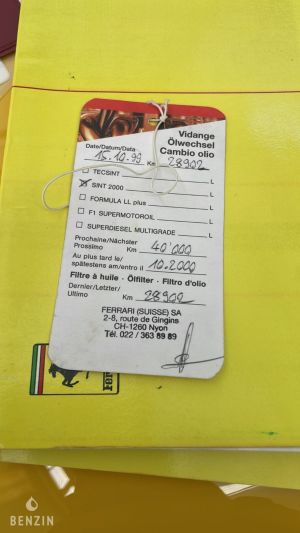 Vidange
Ölwechsel
Cambio olio
Date/Datum/Data
15.10.99 Km 28902
TECSINT L
SINT 2000 L
FORMULA LL plus L
F1 SUPERMOTOROIL L
SUPERDIESEL MULTIGRADE L
Prochaine/Nächster
Prossimo Km 40'000
Au plus tard le/
spätestens am/entro il 10.2000
Filtre à huile - Ölfilter - Filtro d'olio
Dernier/Letzter/
Ultimo Km 28902
FERRARI (SUISSE) SA
2-8, route de Gingins
CH-1260 Nyon
Tél. 022 / 363 89 89
BENZIN